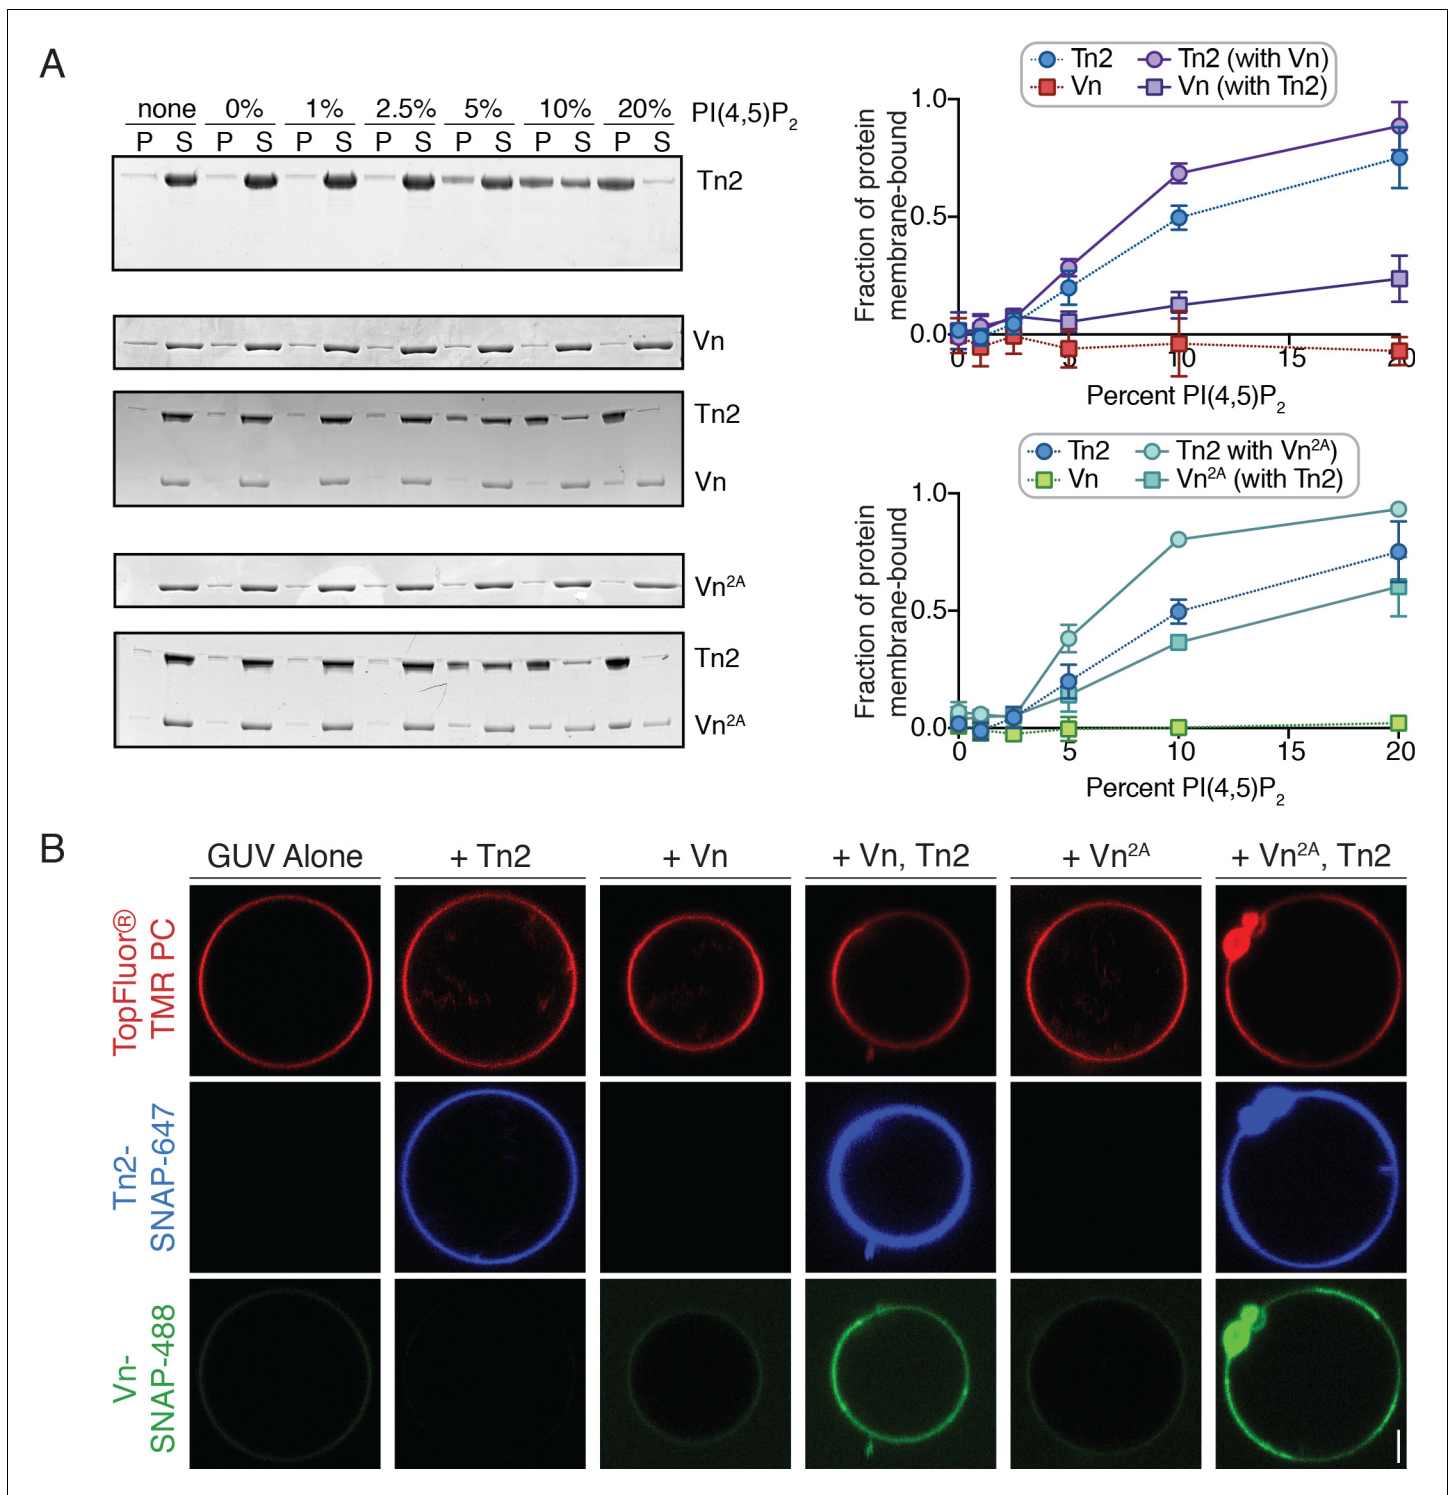 A
none 0% 1% 2.5% 5% 10% 20% PI(4,5)P2
P S P S P S P S P S P S P S
Tn2
Vn
Tn2
Vn
Vn2A
Tn2
Vn2A
Tn2 Tn2 (with Vn)
Vn Vn (with Tn2)
Fraction of protein
membrane-bound
1.0
0.5
0.0
0 5 10 15 20
Percent PI(4,5)P2
Tn2 Tn2 with Vn2A)
Vn Vn2A (with Tn2)
Fraction of protein
membrane-bound
1.0
0.5
0.0
0 5 10 15 20
Percent PI(4,5)P2
B
GUV Alone + Tn2 + Vn + Vn, Tn2 + Vn2A + Vn2A, Tn2
TopFluor®
TMR PC
Tn2-
SNAP-647
Vn-
SNAP-488